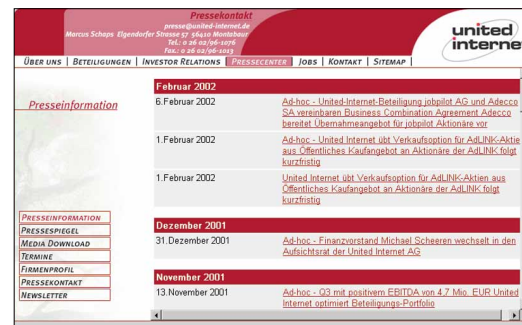 Pressekontakt
presse@united-internet.de
Marcus Schaps Elgendorfer Strasse 57 56410 Montabaur
Tel.: 0 26 02/96-1076
Fax.: 0 26 02/96-1013
united
interne
ÜBER UNS | BETEILIGUNGEN | INVESTOR RELATIONS | PRESSECENTER | JOBS | KONTAKT | SITEMAP |
Presseinformation
PRESSEINFORMATION
PRESSESPIEGEL
MEDIA DOWNLOAD
TERMINE
FIRMENPROFIL
PRESSEKONTAKT
NEWSLETTER
Februar 2002
6.Februar 2002
Ad-hoc - United-Internet-Beteiligung jobpilot AG und Adecco
SA vereinbaren Business Combination Agreement Adecco
bereitet Übernahmeangebot für jobpilot Aktionäre vor
1.Februar 2002
Ad-hoc - United Internet übt Verkaufsoption für AdLINK-Aktie
aus Öffentliches Kaufangebot an Aktionäre der AdLINK folgt
kurzfristig
1.Februar 2002
United Internet übt Verkaufsoption für AdLINK-Aktien aus
Öffentliches Kaufangebot an Aktionäre der AdLINK folgt
kurzfristig
Dezember 2001
31.Dezember 2001
Ad-hoc - Finanzvorstand Michael Scheeren wechselt in den
Aufsichtsrat der United Internet AG
November 2001
13.November 2001
Ad-hoc - Q3 mit positivem EBITDA von 4,7 Mio. EUR United
Internet optimiert Beteiligungs-Portfolio